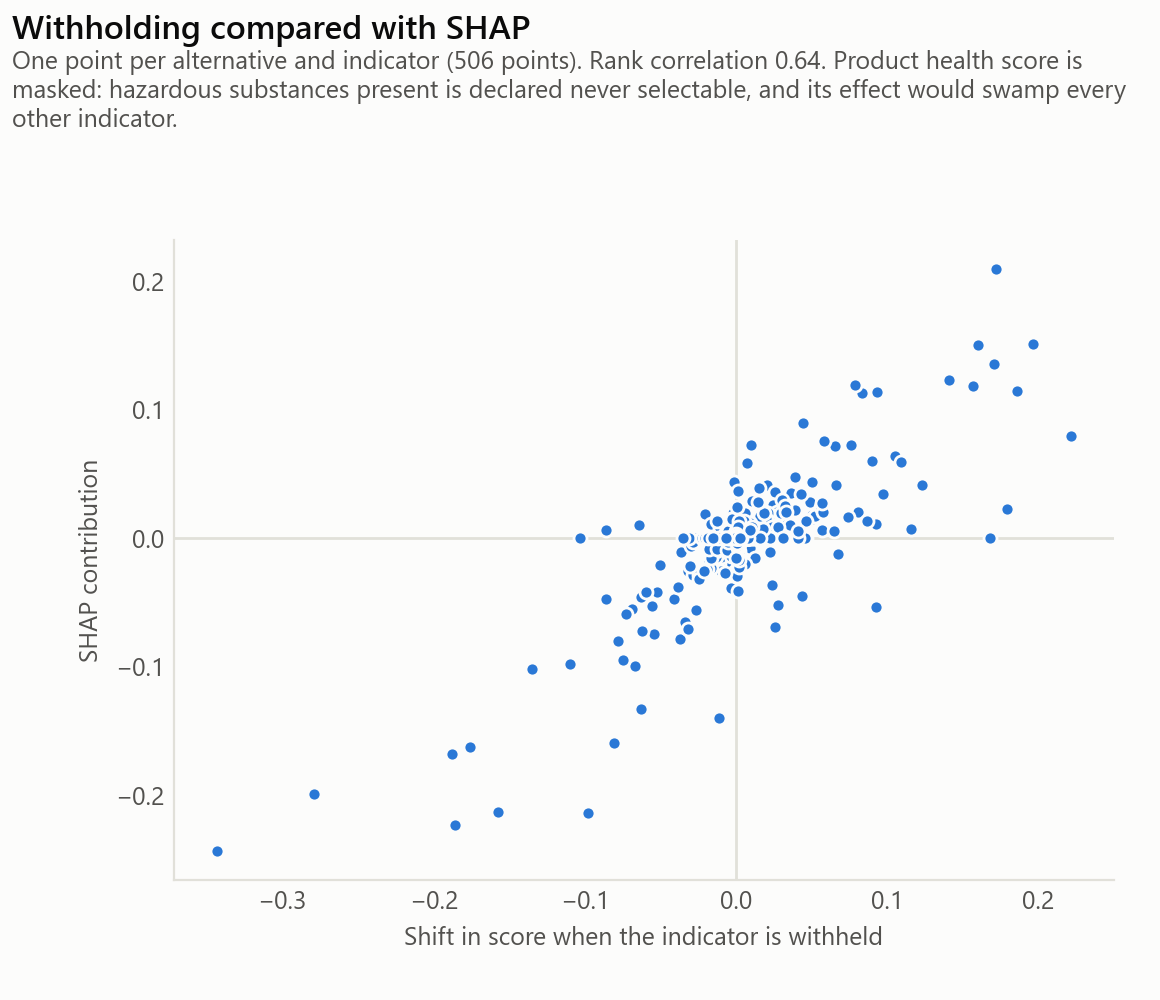 Withholding compared with SHAP
One point per alternative and indicator (506 points). Rank correlation 0.64. Product health score is
masked: hazardous substances present is declared never selectable, and its effect would swamp every
other indicator.
0.2
0.1
0.0
−0.1
−0.2
SHAP contribution
−0.3
−0.2
−0.1
0.0
0.1
0.2
Shift in score when the indicator is withheld